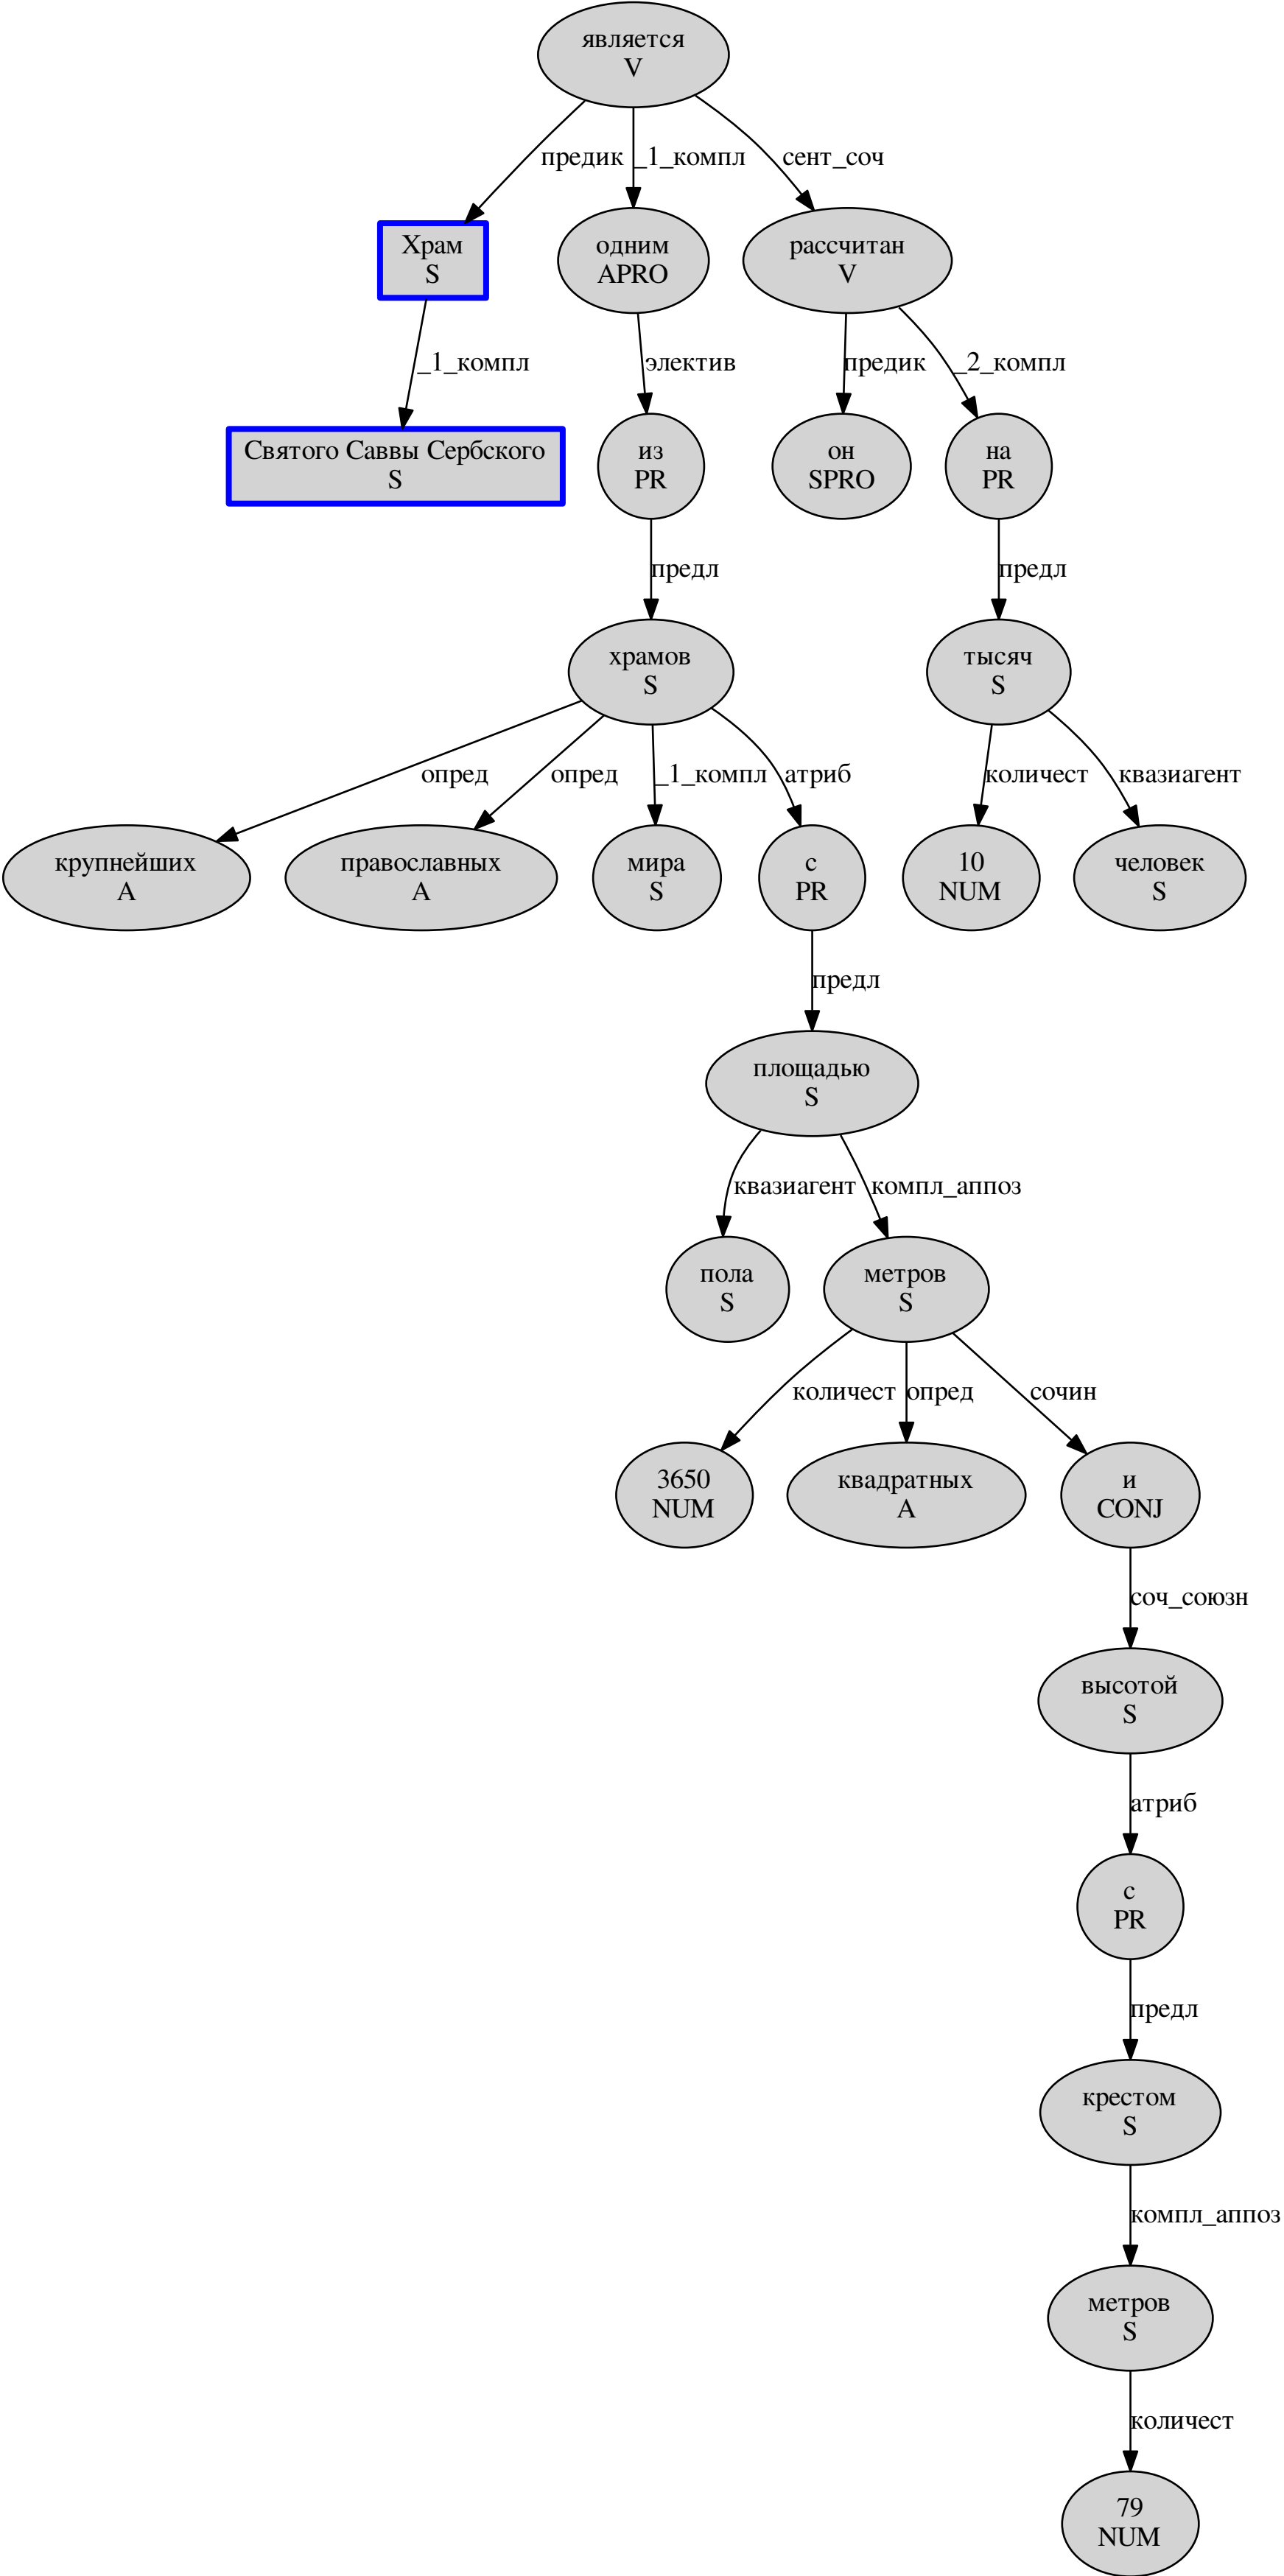 является
V
предик
_1_компл
сент_соч
Храм
S
одним
APRO
рассчитан
V
_1_компл
электив
предик
_2_компл
Святого Саввы Сербского
S
из
PR
он
SPRO
на
PR
предл
предл
храмов
S
тысяч
S
опред
опред
_1_компл
атриб
количест
квазиагент
крупнейших
A
православных
A
мира
S
с
PR
10
NUM
человек
S
предл
площадью
S
квазиагент
компл_аппоз
пола
S
метров
S
количест
опред
сочин
3650
NUM
квадратных
A
и
CONJ
соч_союзн
высотой
S
атриб
с
PR
предл
крестом
S
компл_аппоз
метров
S
количест
79
NUM